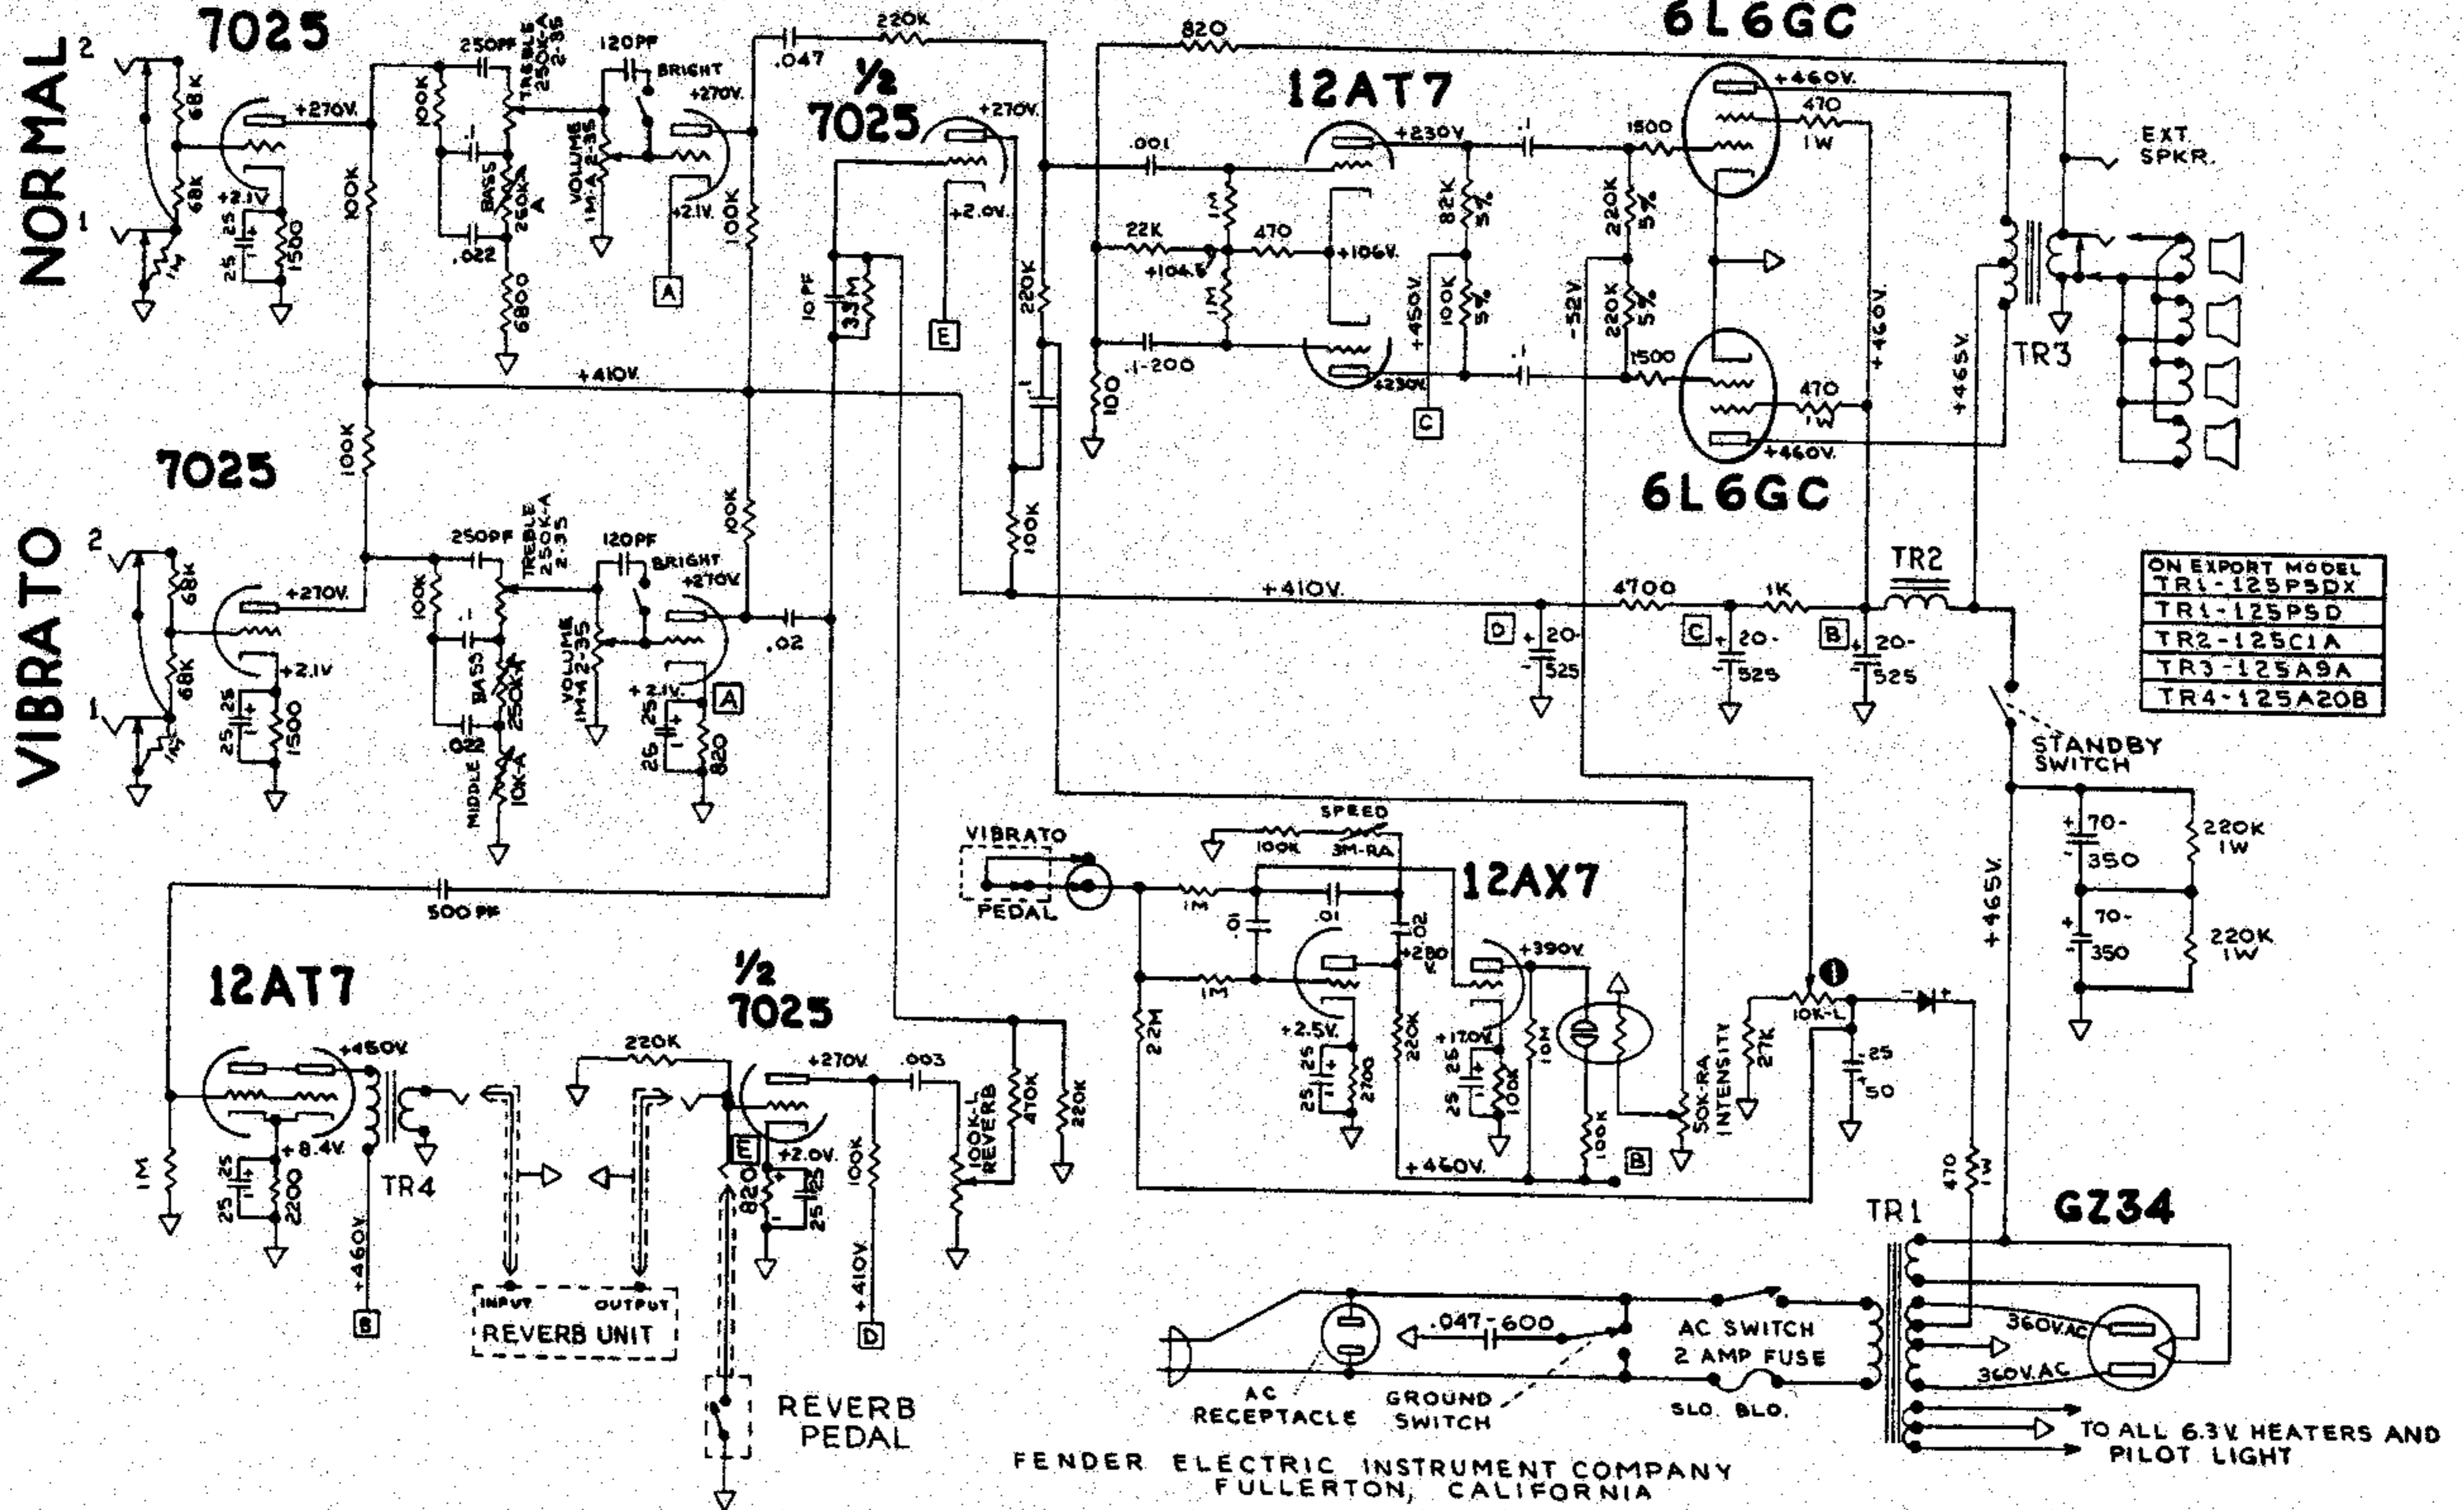 NORMAL
2
1
7025
68K
68K
+270V.
+2.1V
25 25
1500
100K
100K
250PF
TREBLE
250K-A
2-35
.1
BASS
250KA
A
.022
6800
120PF
BRIGHT
VOLUME
1M-A 2-35
+270V.
+2.1V.
A
100K
.047
220K
1/2
7025
+270V.
+2.0V.
E
10PF
3.3M
220K
.1
+410V.
100K
820
12AT7
.001
1M
22K
+104.5
470
+106V.
1M
.1-200
100
+230V.
+230V.
82K
5%
100K
5%
+450V.
C
.1
.1
-52V.
220K
5%
220K
5%
1500
1500
6L6GC
+460V.
470
1W
+460V.
470
1W
+460V.
6L6GC
+465V.
TR3
EXT.
SPKR.
VIBRATO
2
1
7025
68K
68K
+270V.
+2.1V
25 25
1500
100K
100K
250PF
TREBLE
250K-A
2-35
.1
BASS
250K-A
MIDDLE
10K-A
120PF
BRIGHT
VOLUME
1M-A 2-35
+270V.
+2.1V.
A
25
820
100K
.02
+410V.
4700
1K
TR2
D
20-
525
C
20-
525
B
20-
525
ON EXPORT MODEL
TR1-125P5DX
TR1-125P5D
TR2-125C1A
TR3-125A9A
TR4-125A20B
STANDBY
SWITCH
70-
350
220K
1W
70-
350
220K
1W
+465V.
500 PF
12AT7
+450V.
+8.4V.
1M
25 25
2200
TR4
+460V.
B
INPUT
OUTPUT
REVERB UNIT
220K
1/2
7025
+270V.
.003
E
+2.0V.
820
25 25
100K
+410V.
D
100K-L
REVERB
470K
220K
REVERB
PEDAL
VIBRATO
PEDAL
SPEED
100K
3M-RA
12AX7
1M
.01
.01
.02
1M
2.2M
+280
V.
+2.5V.
25 25
2700
220K
+390V.
+170V.
25 25
100K
10M
100K
+460V.
B
50K-RA
INTENSITY
27K
10K-L
1
25
50
470
1W
TR1
GZ34
360V.AC
360V.AC
.047-600
AC
RECEPTACLE
GROUND
SWITCH
AC SWITCH
2 AMP FUSE
SLO. BLO.
TO ALL 6.3V. HEATERS AND
PILOT LIGHT
FENDER ELECTRIC INSTRUMENT COMPANY
FULLERTON, CALIFORNIA